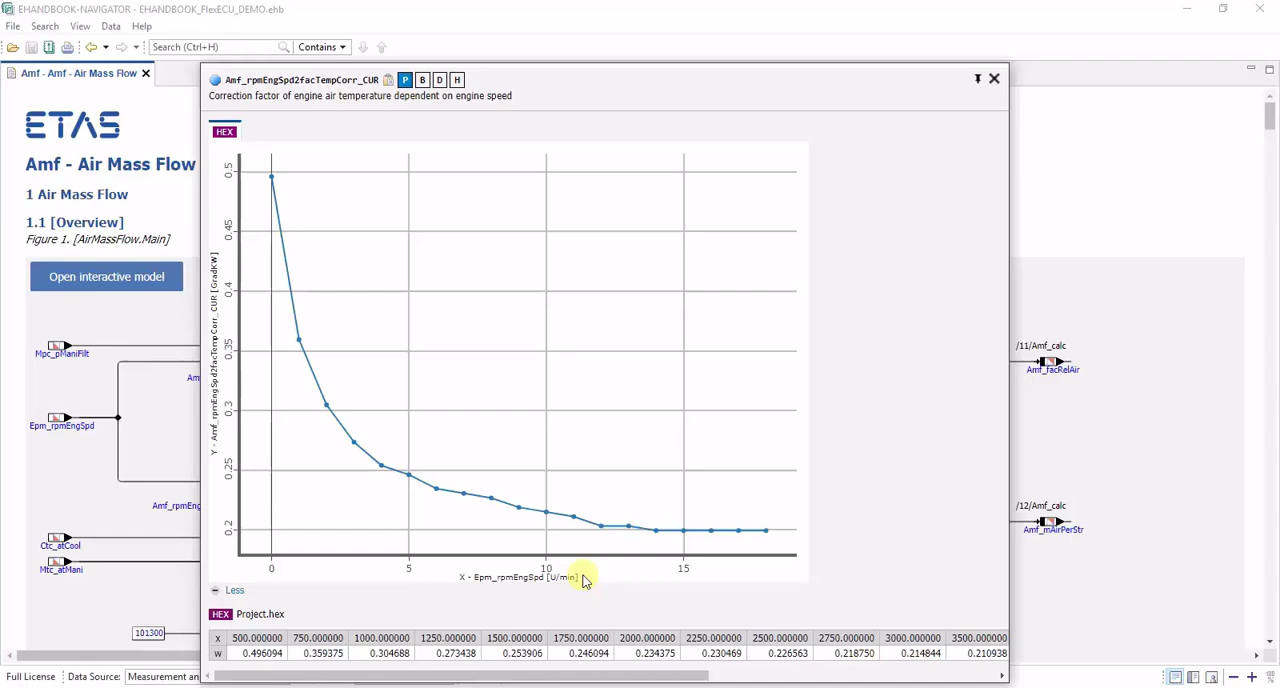 EHANDBOOK-NAVIGATOR - EHANDBOOK_FlexECU_DEMO.ehb
File Search View Data Help
Search (Ctrl+H) Contains
Amf - Amf - Air Mass Flow
Amf_rpmEngSpd2facTempCorr_CUR P B D H
Correction factor of engine air temperature dependent on engine speed
ETAS
HEX
Amf - Air Mass Flow
1 Air Mass Flow
1.1 [Overview]
Figure 1. [AirMassFlow.Main]
Open interactive model
Mpc_pManiFilt
Am
Epm_rpmEngSpd
Amf_rpmEng
Ctc_atCool
Mtc_atMani
101300
Y - Amf_rpmEngSpd2facTempCorr_CUR [GradKW]
0.5
0.45
0.4
0.35
0.3
0.25
0.2
0 5 10 15
X - Epm_rpmEngSpd [U/min]
/11/Amf_calc
Amf_facRelAir
/12/Amf_calc
Amf_mAirPerStr
Less
HEX Project.hex
x 500.000000 750.000000 1000.000000 1250.000000 1500.000000 1750.000000 2000.000000 2250.000000 2500.000000 2750.000000 3000.000000 3500.000000
w 0.496094 0.359375 0.304688 0.273438 0.253906 0.246094 0.234375 0.230469 0.226563 0.218750 0.214844 0.210938
Full License Data Source: Measurement an